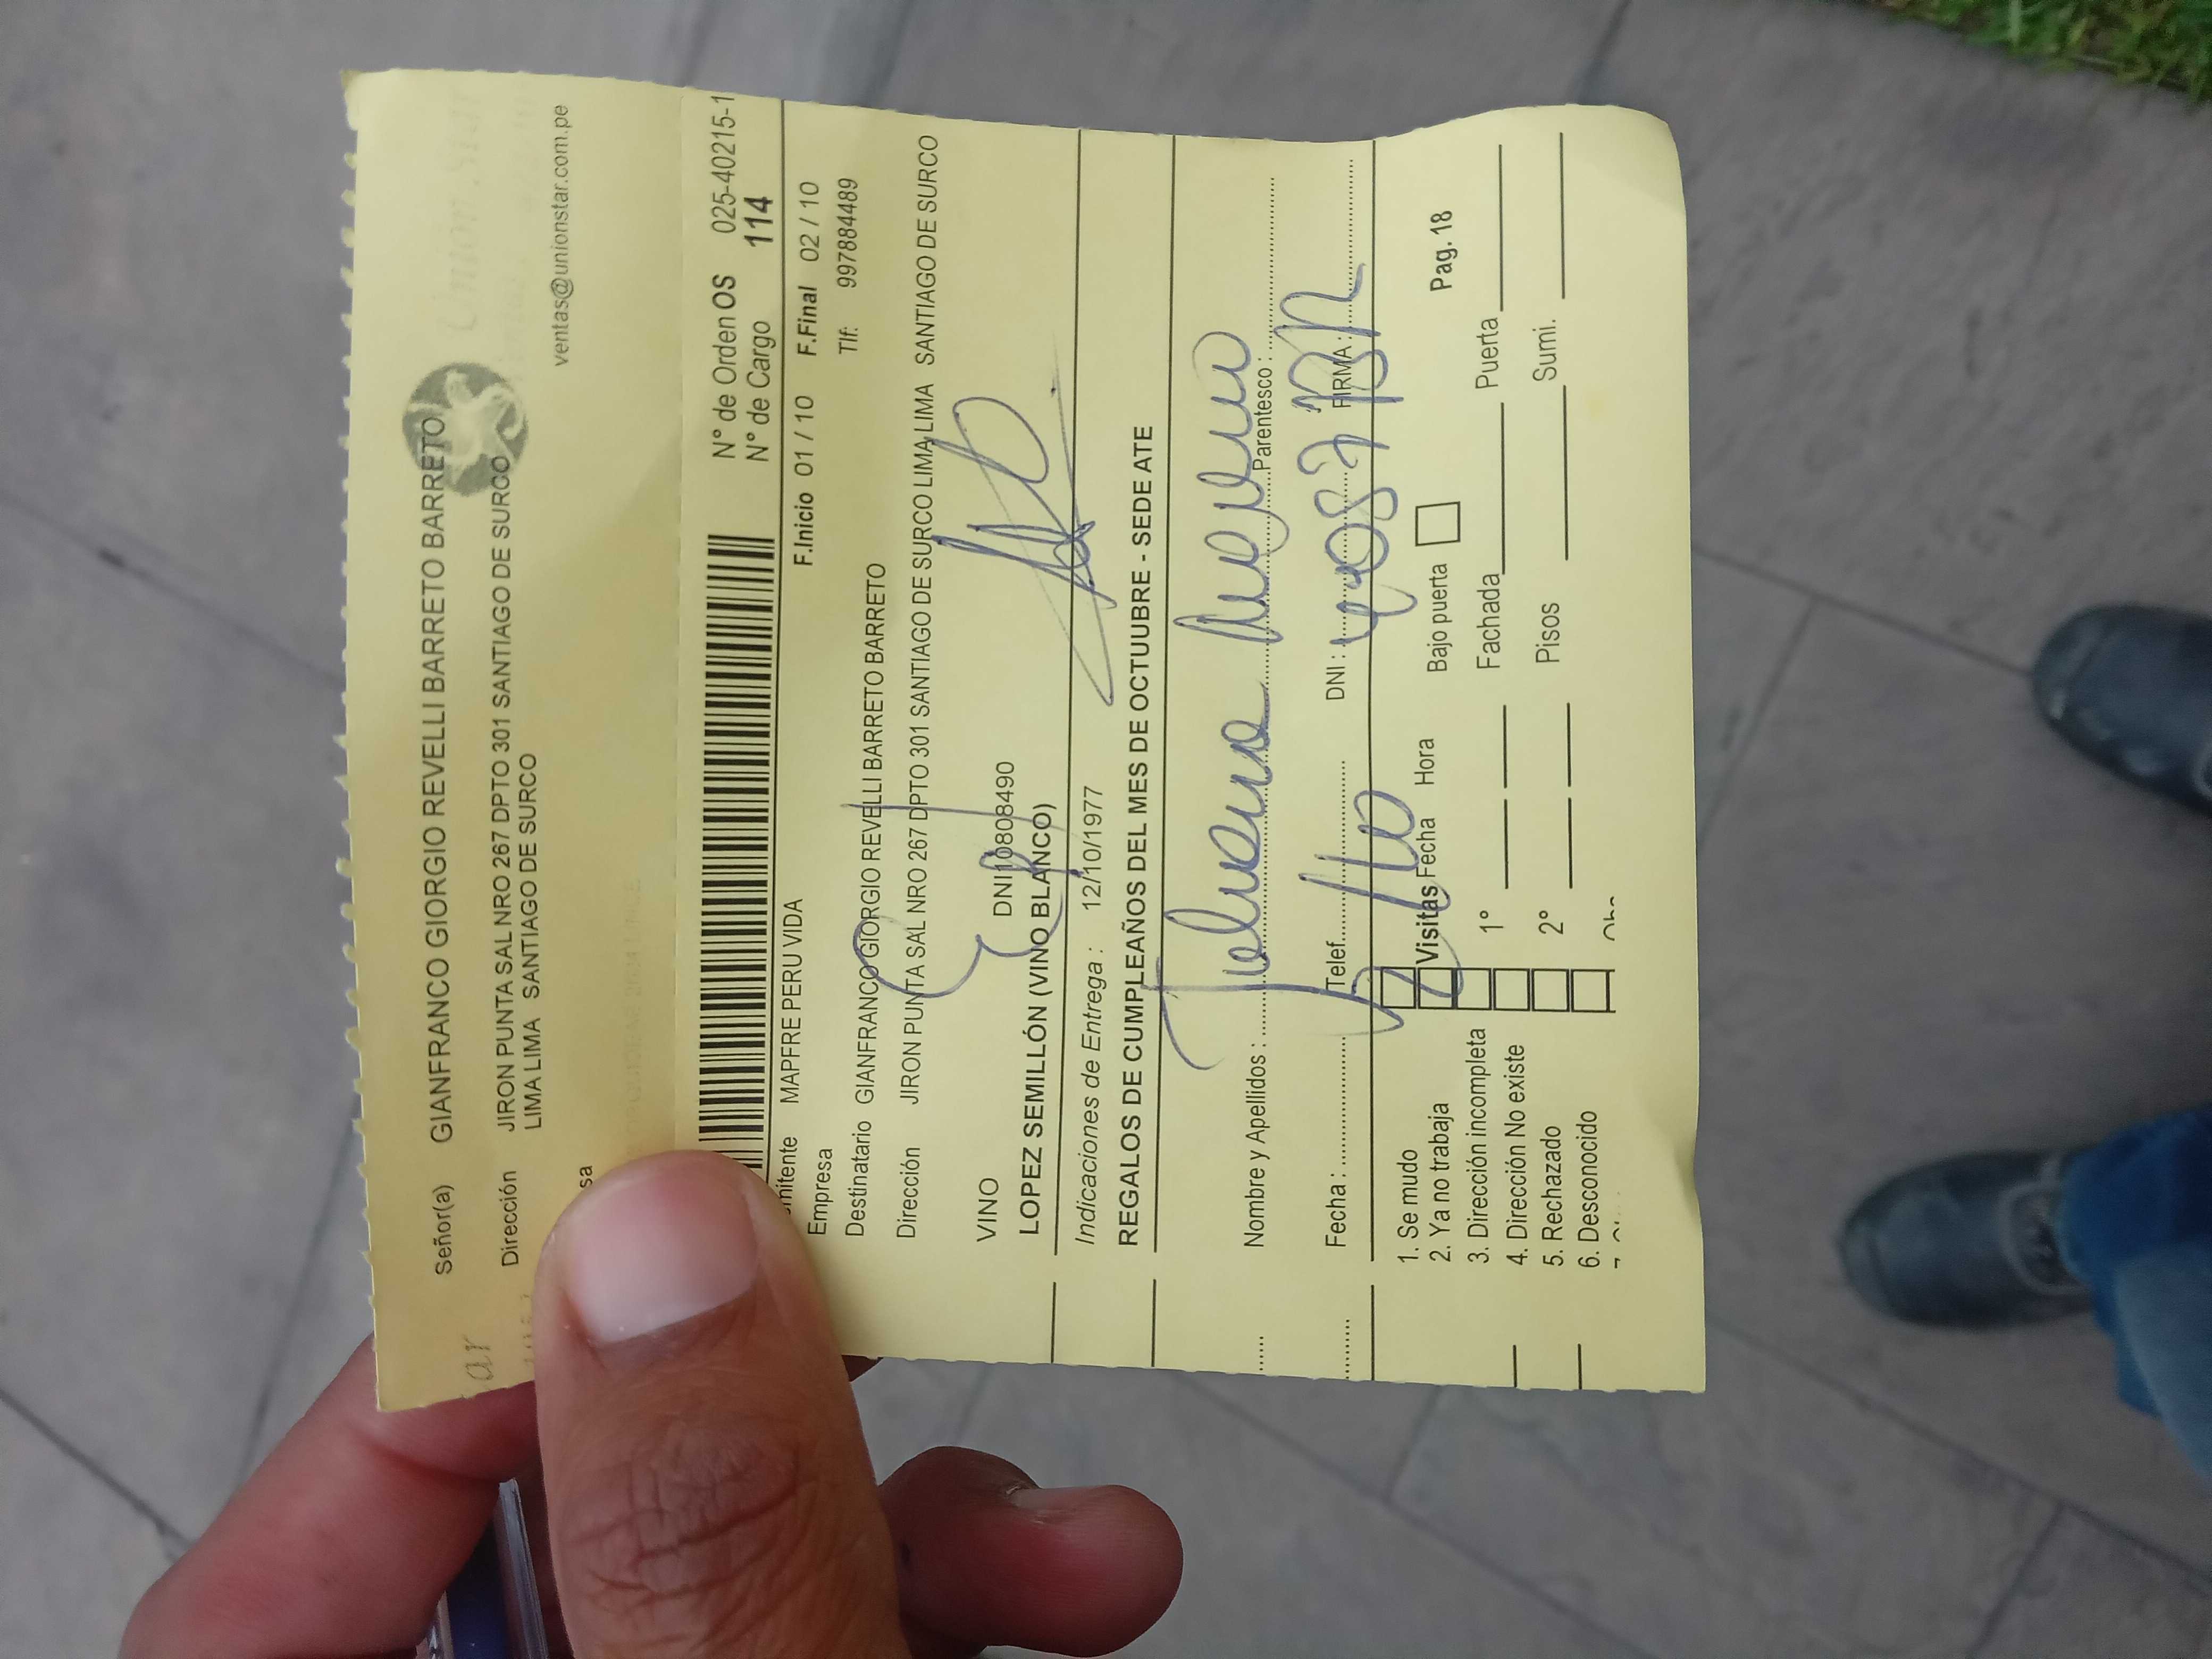 Señor(a) GIANFRANCO GIORGIO REVELLI BARRETO BARRETO
Dirección JIRON PUNTA SAL NRO 267 DPTO 301 SANTIAGO DE SURCO
LIMA LIMA SANTIAGO DE SURCO
ventas@unionstar.com.pe
N° de Orden OS 025-40215-1
N° de Cargo 114
MAPFRE PERU VIDA
F.Inicio 01 / 10 F.Final 02 / 10
Empresa
Tlf: 997884489
Destinatario GIANFRANCO GIORGIO REVELLI BARRETO BARRETO
Dirección JIRON PUNTA SAL NRO 267 DPTO 301 SANTIAGO DE SURCO LIMA LIMA SANTIAGO DE SURCO
VINO DNI10808490
LOPEZ SEMILLÓN (VINO BLANCO)
Indicaciones de Entrega : 12/10/1977
REGALOS DE CUMPLEAÑOS DEL MES DE OCTUBRE - SEDE ATE
Nombre y Apellidos : Parentesco :
Fecha : Telef. DNI : FIRMA :
1. Se mudo
2. Ya no trabaja Visitas Fecha Hora Bajo puerta Pag. 18
3. Dirección incompleta
4. Dirección No existe 1° Fachada Puerta
5. Rechazado
6. Desconocido 2° Pisos Sumi.